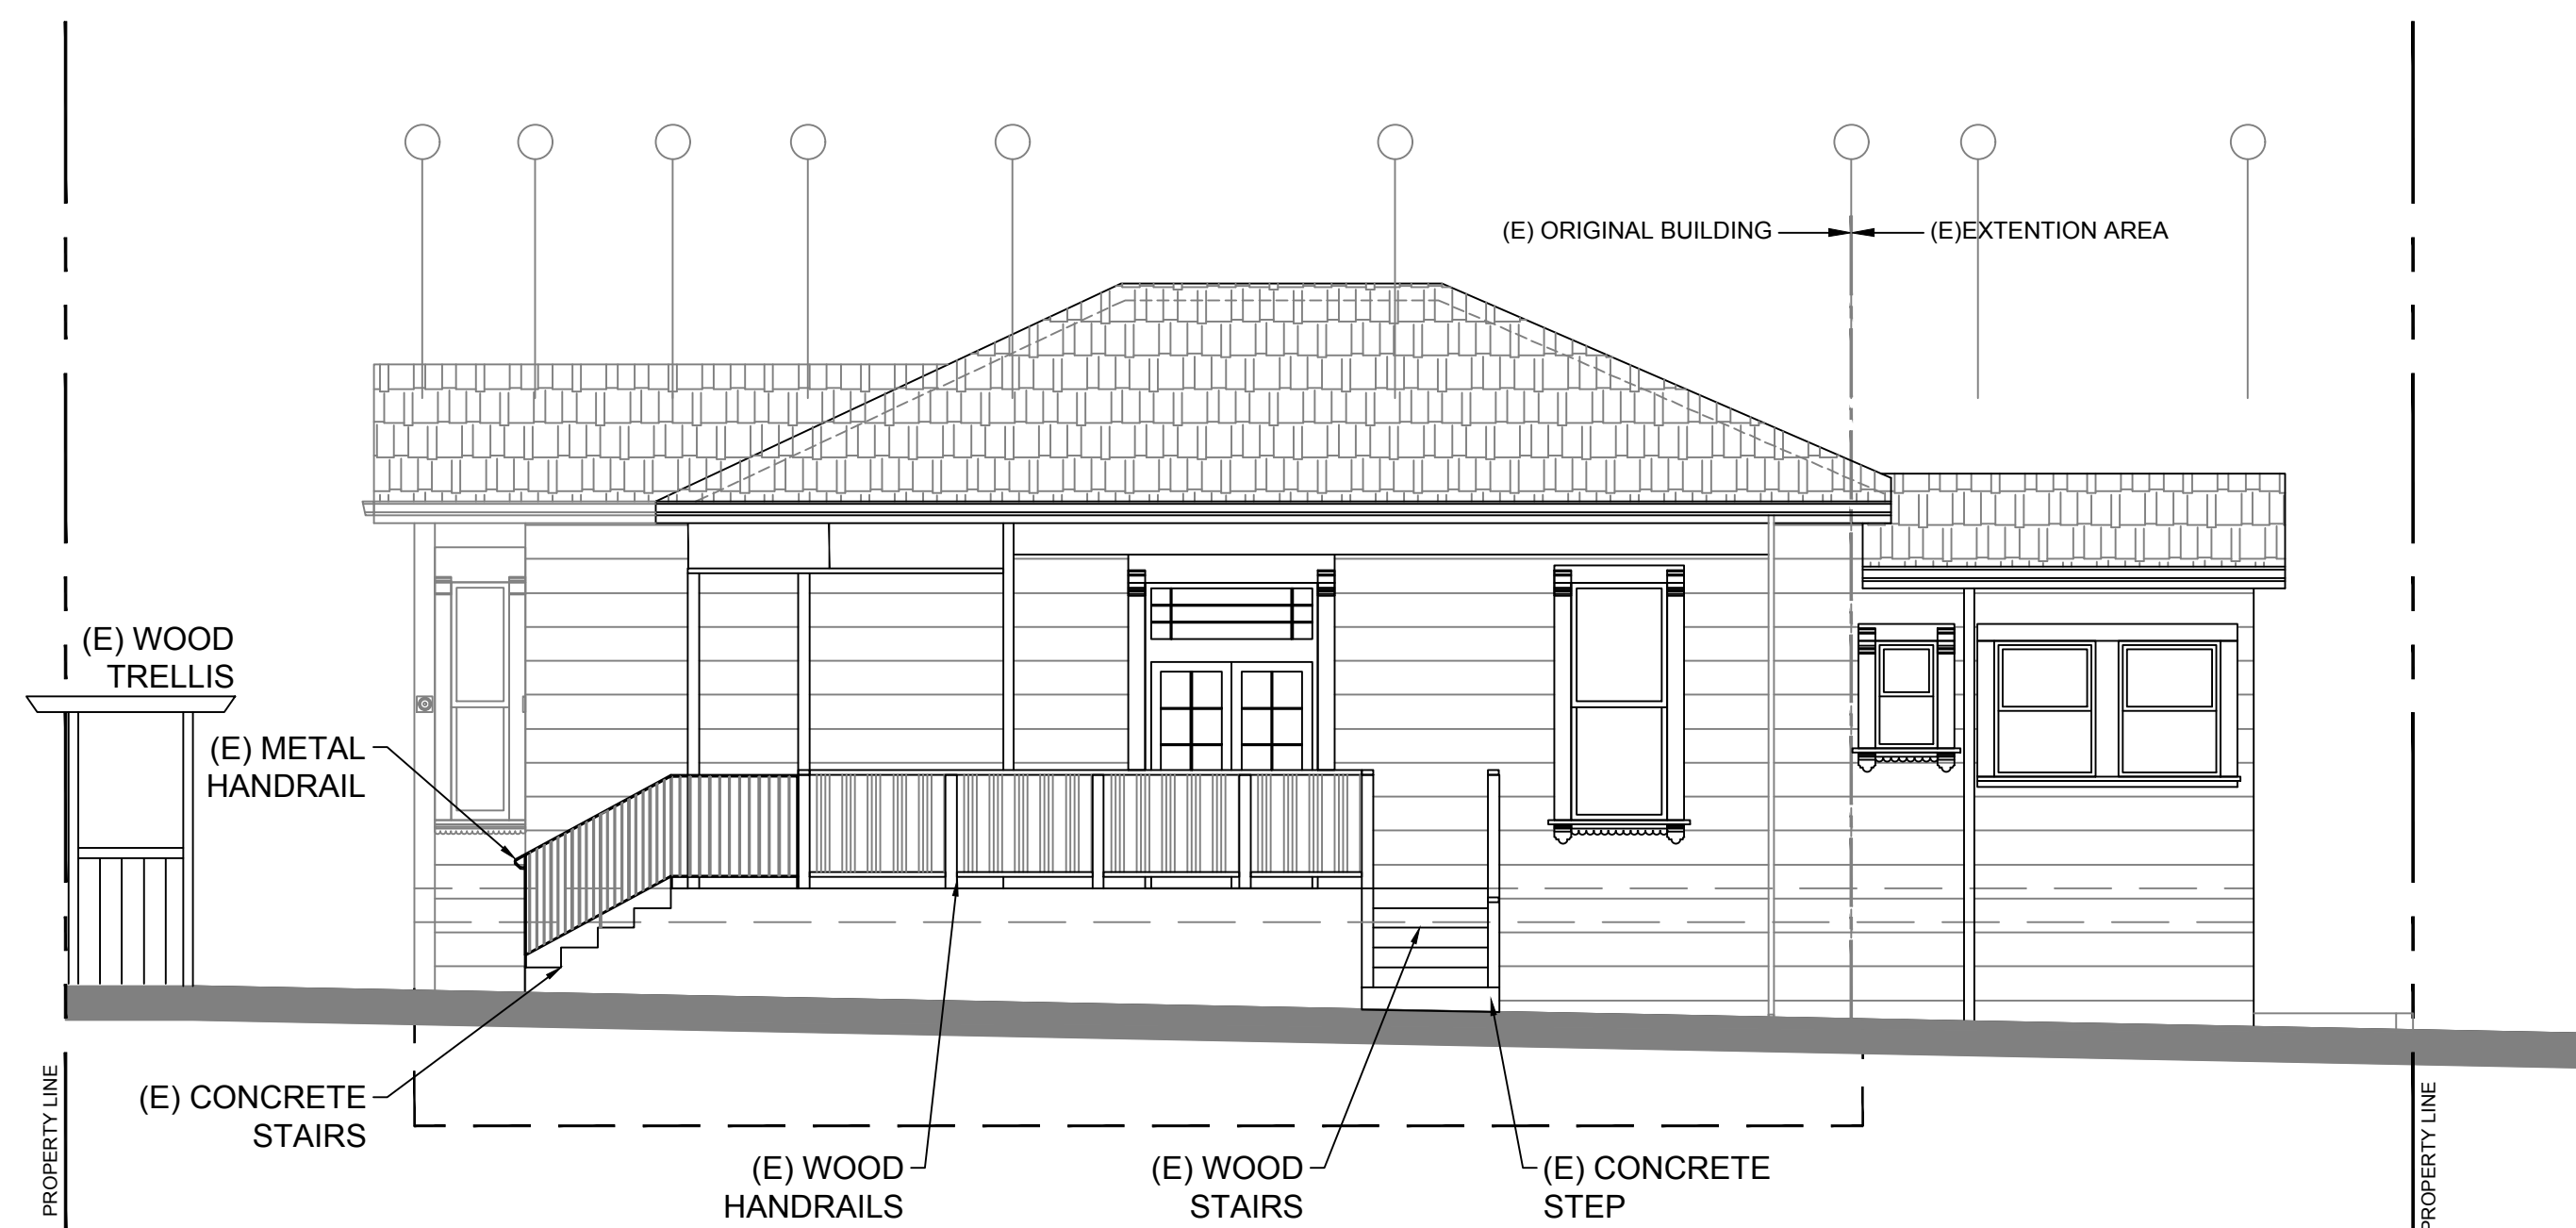 (E) ORIGINAL BUILDING
(E)EXTENTION AREA
(E) WOOD
TRELLIS
(E) METAL
HANDRAIL
(E) CONCRETE
STAIRS
(E) WOOD
HANDRAILS
(E) WOOD
STAIRS
(E) CONCRETE
STEP
PROPERTY LINE
PROPERTY LINE